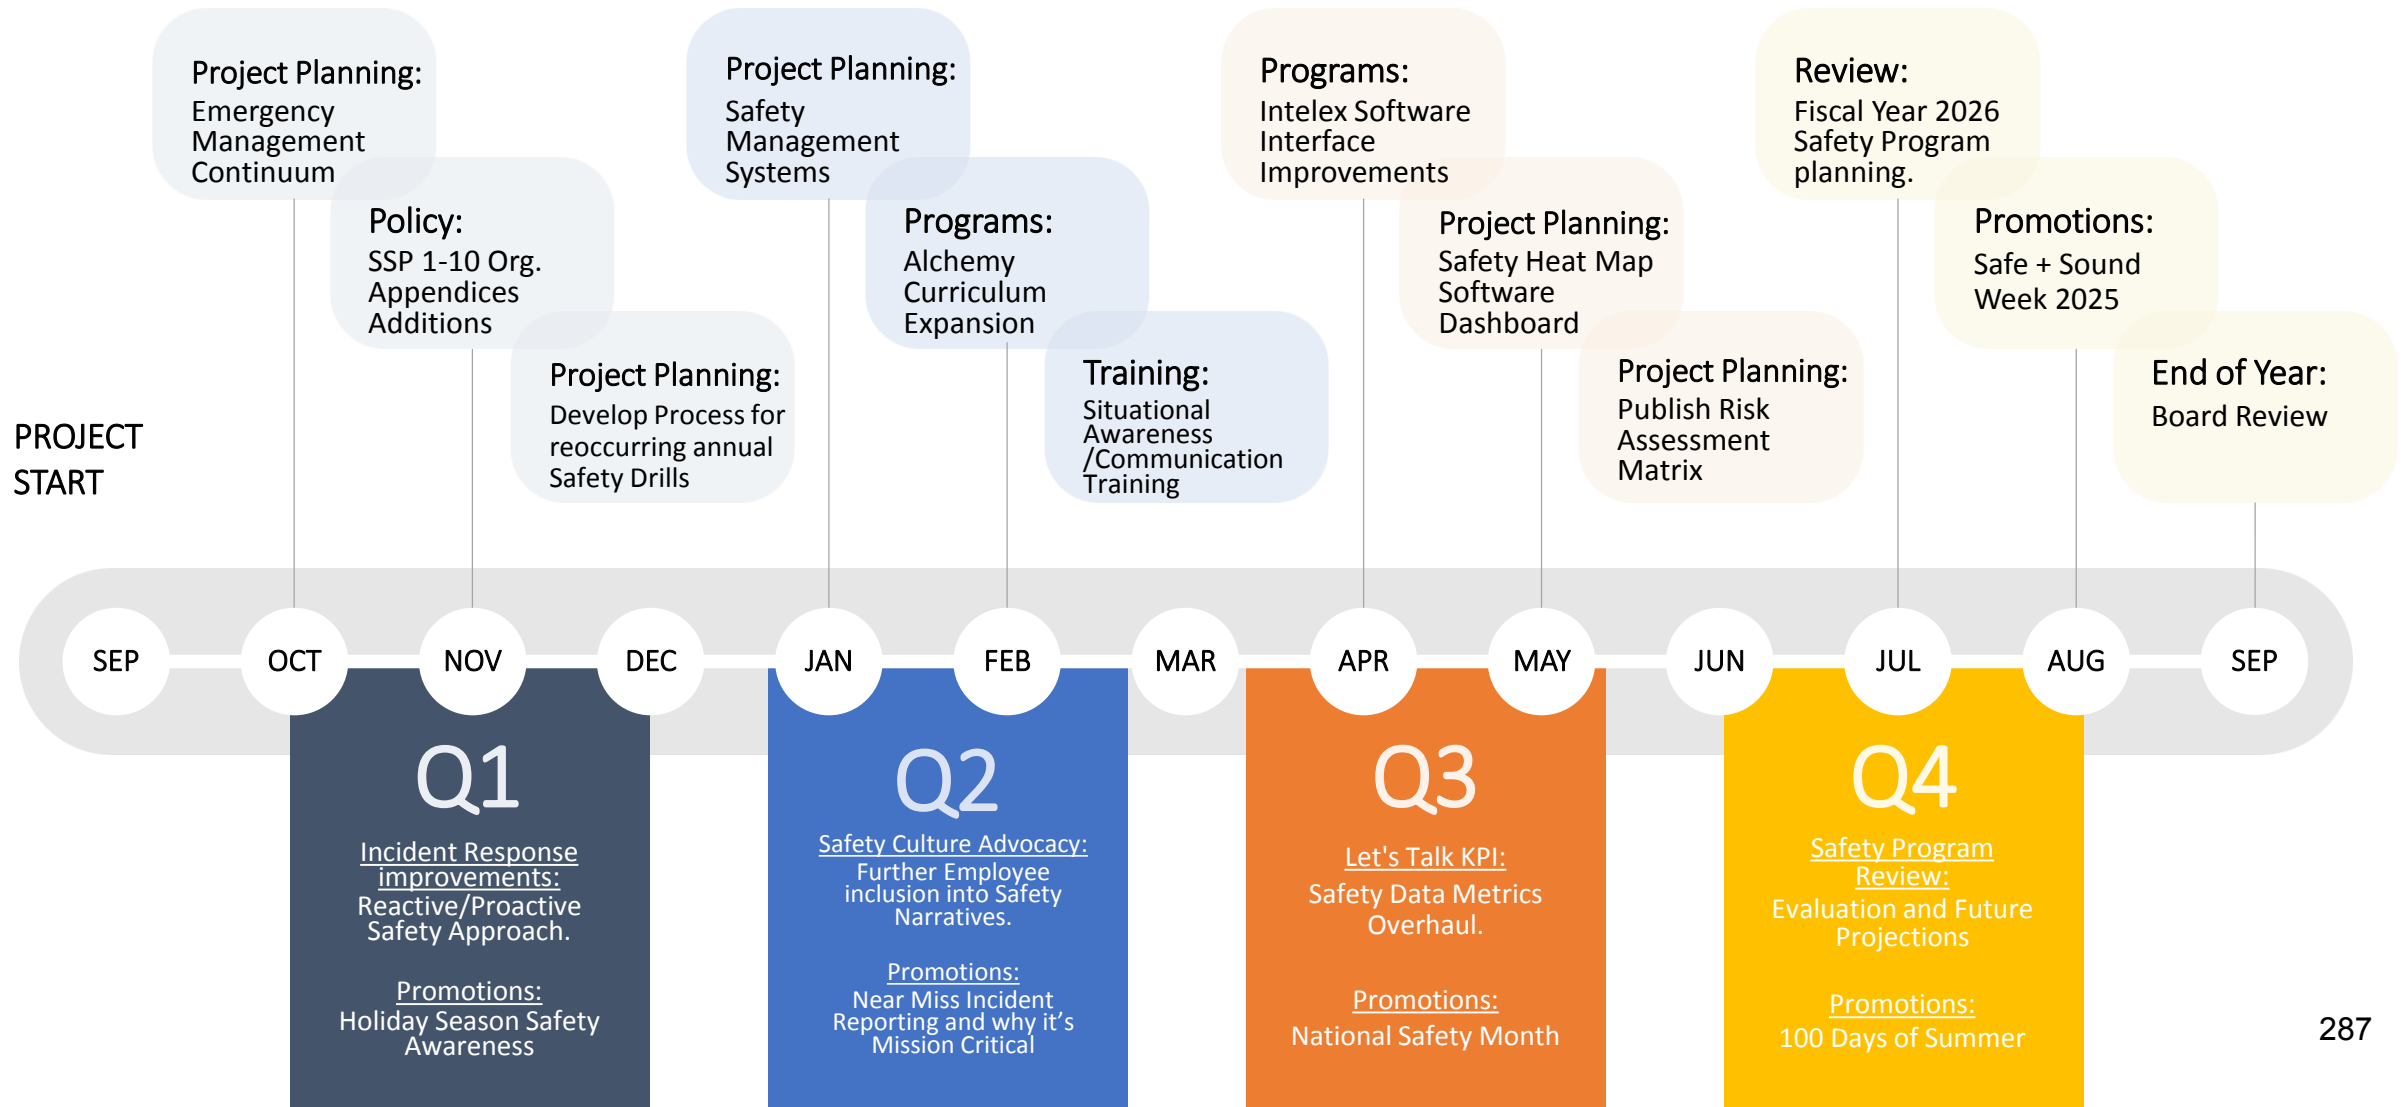 Project Planning:
Emergency
Management
Continuum
Policy:
SSP 1-10 Org.
Appendices
Additions
Project Planning:
Develop Process for
reoccurring annual
Safety Drills
Project Planning:
Safety
Management
Systems
Programs:
Alchemy
Curriculum
Expansion
Training:
Situational
Awareness
/Communication
Training
Programs:
Intelex Software
Interface
Improvements
Project Planning:
Safety Heat Map
Software
Dashboard
Project Planning:
Publish Risk
Assessment
Matrix
Review:
Fiscal Year 2026
Safety Program
planning.
Promotions:
Safe + Sound
Week 2025
End of Year:
Board Review
PROJECT
START
SEP
OCT
NOV
DEC
JAN
FEB
MAR
APR
MAY
JUN
JUL
AUG
SEP
Q1
Incident Response
improvements:
Reactive/Proactive
Safety Approach.
Promotions:
Holiday Season Safety
Awareness
Q2
Safety Culture Advocacy:
Further Employee
inclusion into Safety
Narratives.
Promotions:
Near Miss Incident
Reporting and why it’s
Mission Critical
Q3
Let's Talk KPI:
Safety Data Metrics
Overhaul.
Promotions:
National Safety Month
Q4
Safety Program
Review:
Evaluation and Future
Projections
Promotions:
100 Days of Summer
287